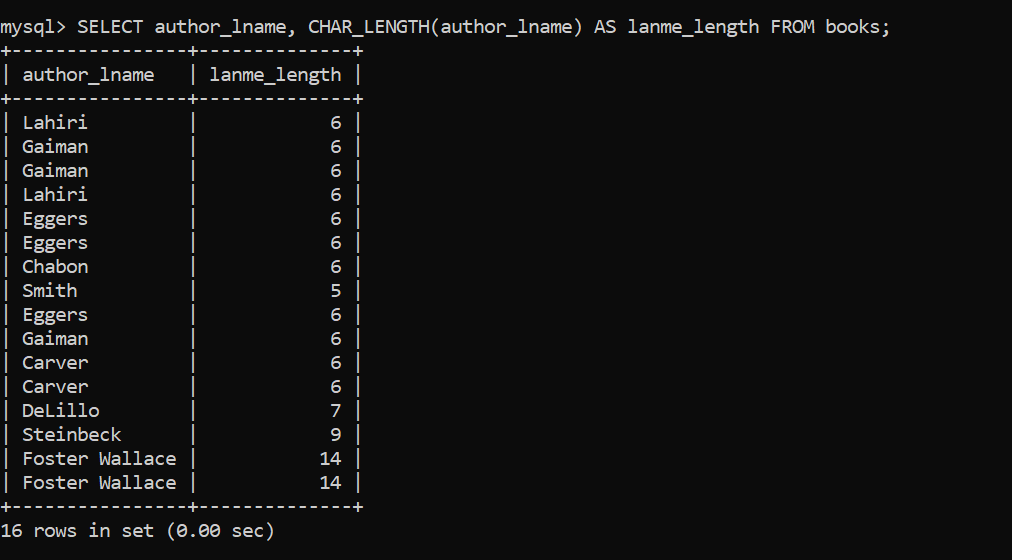 mysql> SELECT author_lname, CHAR_LENGTH(author_lname) AS lanme_length FROM books;
+----------------+--------------+
| author_lname   | lanme_length |
+----------------+--------------+
| Lahiri         |            6 |
| Gaiman         |            6 |
| Gaiman         |            6 |
| Lahiri         |            6 |
| Eggers         |            6 |
| Eggers         |            6 |
| Chabon         |            6 |
| Smith          |            5 |
| Eggers         |            6 |
| Gaiman         |            6 |
| Carver         |            6 |
| Carver         |            6 |
| DeLillo        |            7 |
| Steinbeck      |            9 |
| Foster Wallace |           14 |
| Foster Wallace |           14 |
+----------------+--------------+
16 rows in set (0.00 sec)